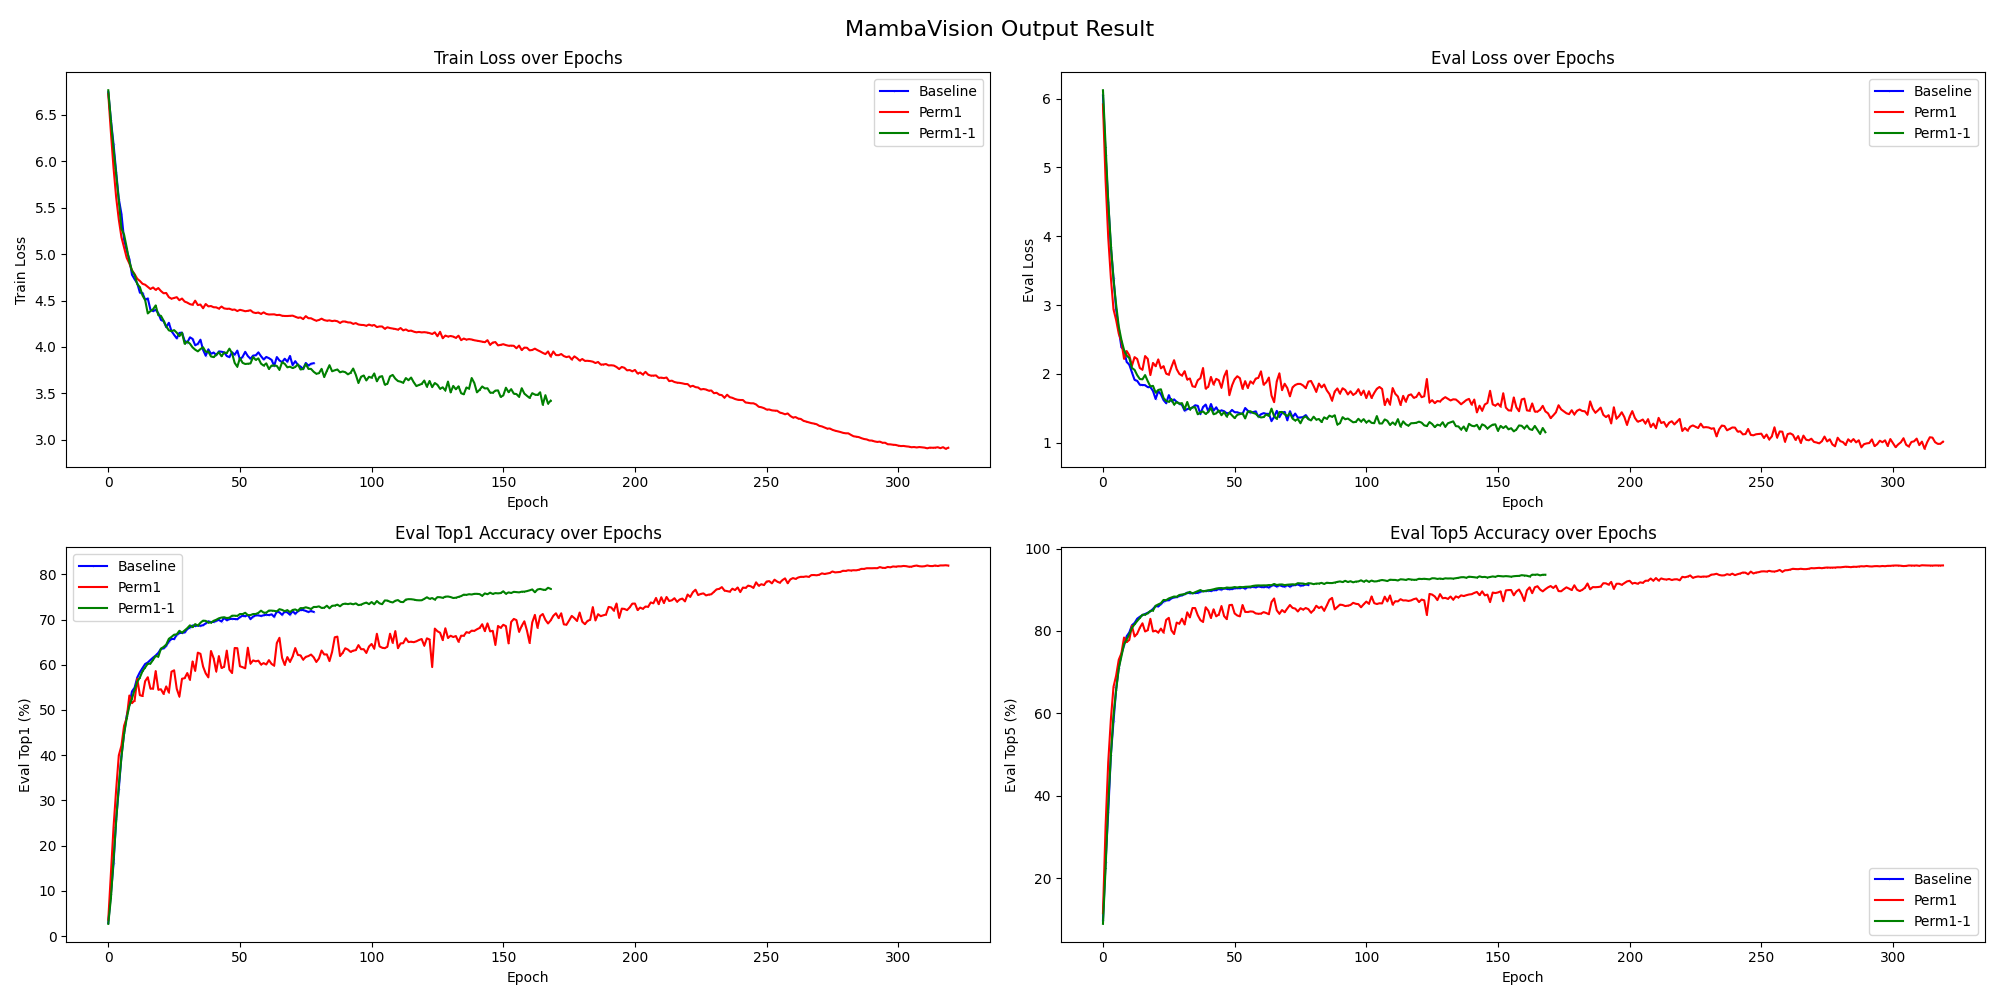 MambaVision Output Result
Train Loss over Epochs
Train Loss
6.5
6.0
5.5
5.0
4.5
4.0
3.5
3.0
Baseline
Perm1
Perm1-1
0 50 100 150 200 250 300
Epoch
Eval Loss over Epochs
Eval Loss
6
5
4
3
2
1
Baseline
Perm1
Perm1-1
0 50 100 150 200 250 300
Epoch
Eval Top1 Accuracy over Epochs
Eval Top1 (%)
80
70
60
50
40
30
20
10
0
Baseline
Perm1
Perm1-1
0 50 100 150 200 250 300
Epoch
Eval Top5 Accuracy over Epochs
Eval Top5 (%)
100
80
60
40
20
Baseline
Perm1
Perm1-1
0 50 100 150 200 250 300
Epoch